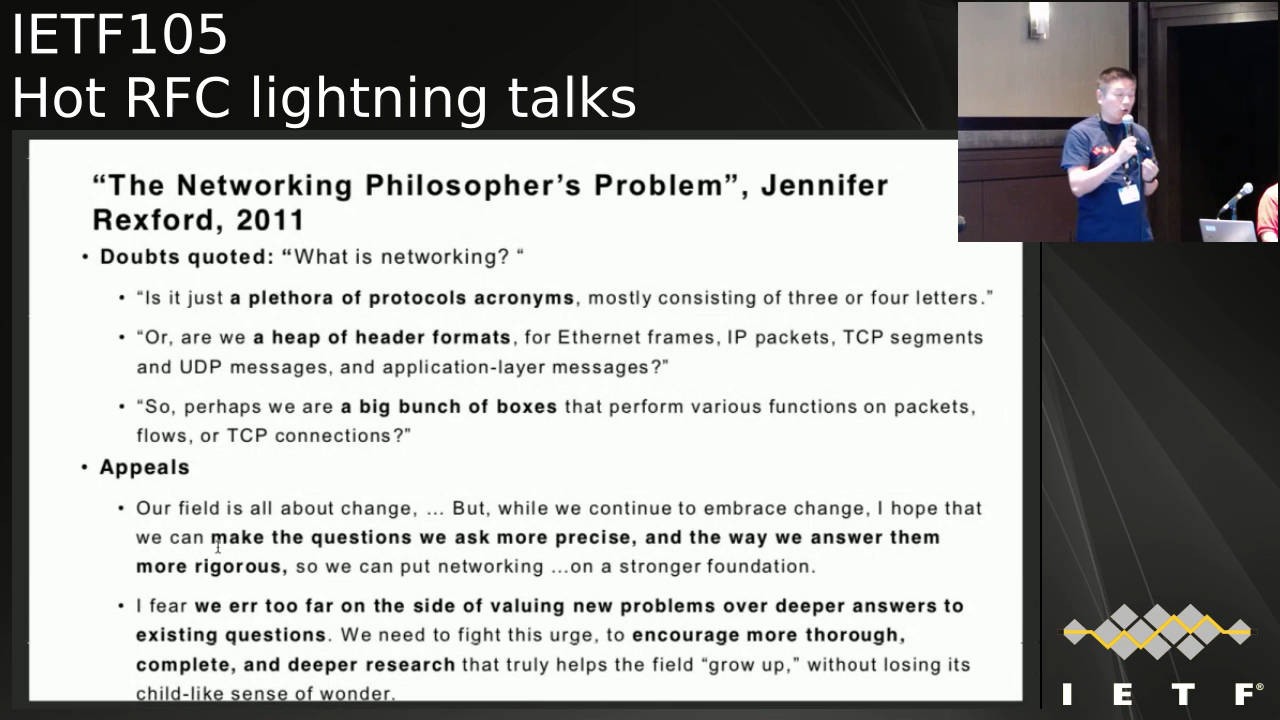 IETF105
Hot RFC lightning talks
“The Networking Philosopher’s Problem”, Jennifer
Rexford, 2011
• Doubts quoted: “What is networking? “
• “Is it just a plethora of protocols acronyms, mostly consisting of three or four letters.”
• “Or, are we a heap of header formats, for Ethernet frames, IP packets, TCP segments
and UDP messages, and application-layer messages?”
• “So, perhaps we are a big bunch of boxes that perform various functions on packets,
flows, or TCP connections?”
• Appeals
• Our field is all about change, … But, while we continue to embrace change, I hope that
we can make the questions we ask more precise, and the way we answer them
more rigorous, so we can put networking …on a stronger foundation.
• I fear we err too far on the side of valuing new problems over deeper answers to
existing questions. We need to fight this urge, to encourage more thorough,
complete, and deeper research that truly helps the field “grow up,” without losing its
child-like sense of wonder.
I E T F®